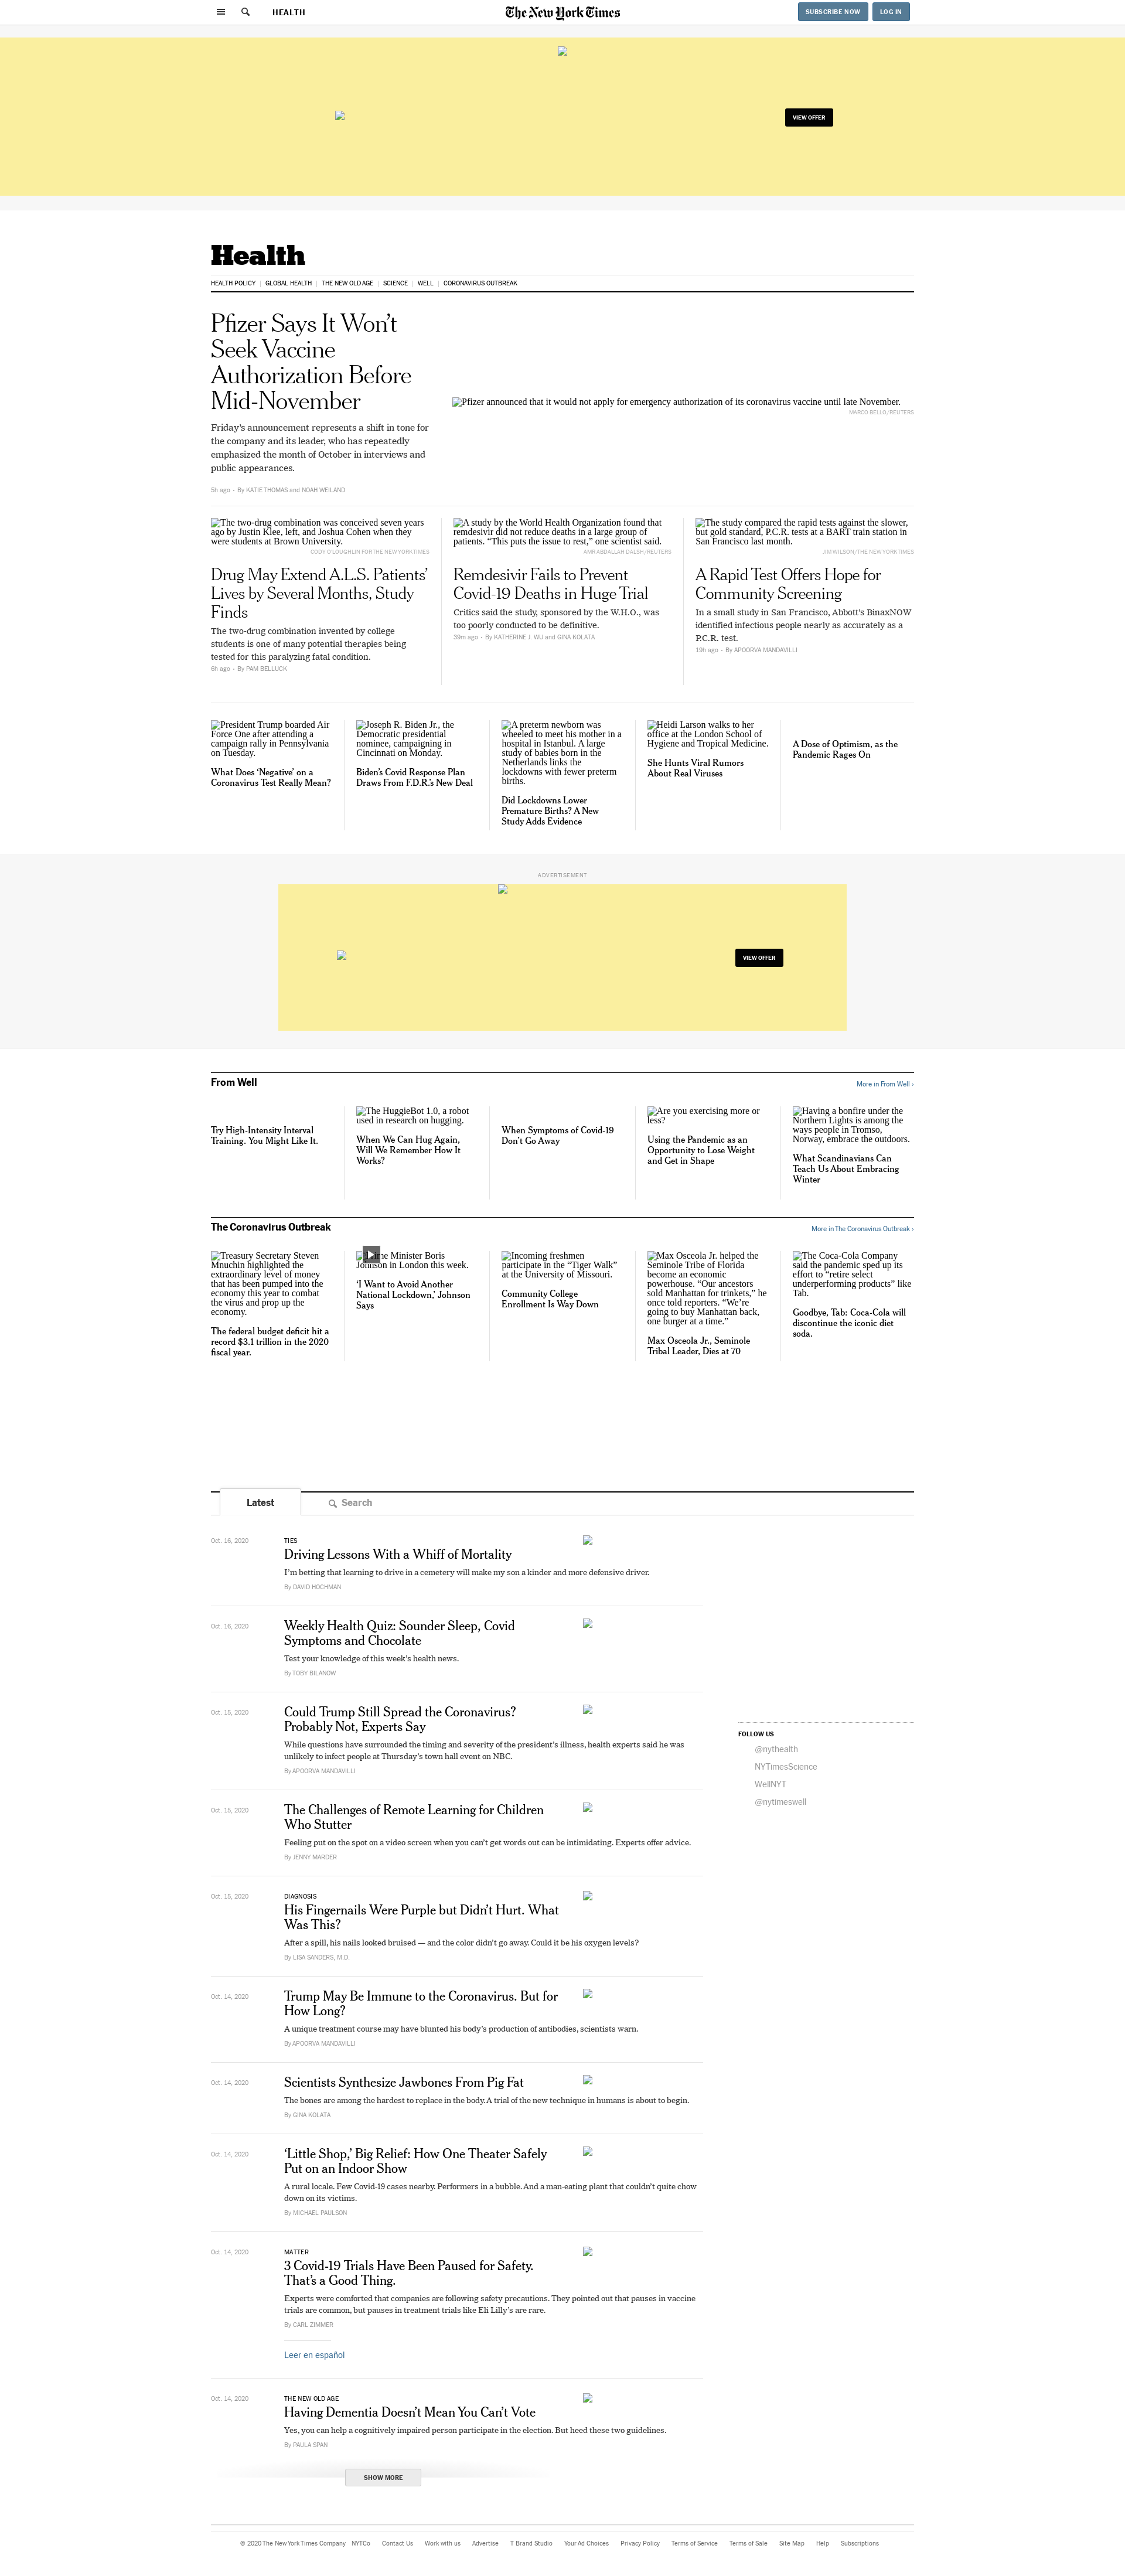 HEALTH
The New York Times
SUBSCRIBE NOW
LOG IN
VIEW OFFER
Health
HEALTH POLICY
GLOBAL HEALTH
THE NEW OLD AGE
SCIENCE
WELL
CORONAVIRUS OUTBREAK
Pfizer Says It Won’t
Seek Vaccine
Authorization Before
Mid-November
Friday’s announcement represents a shift in tone for
the company and its leader, who has repeatedly
emphasized the month of October in interviews and
public appearances.
5h ago – By KATIE THOMAS and NOAH WEILAND
Pfizer announced that it would not apply for emergency authorization of its coronavirus vaccine until late November.
MARCO BELLO/REUTERS
The two-drug combination was conceived seven years
ago by Justin Klee, left, and Joshua Cohen when they
were students at Brown University.
CODY O’LOUGHLIN FOR THE NEW YORK TIMES
Drug May Extend A.L.S. Patients’
Lives by Several Months, Study
Finds
The two-drug combination invented by college
students is one of many potential therapies being
tested for this paralyzing fatal condition.
6h ago – By PAM BELLUCK
A study by the World Health Organization found that
remdesivir did not reduce deaths in a large group of
patients. “This puts the issue to rest,” one scientist said.
AMR ABDALLAH DALSH/REUTERS
Remdesivir Fails to Prevent
Covid-19 Deaths in Huge Trial
Critics said the study, sponsored by the W.H.O., was
too poorly conducted to be definitive.
39m ago – By KATHERINE J. WU and GINA KOLATA
The study compared the rapid tests against the slower,
but gold standard, P.C.R. tests at a BART train station in
San Francisco last month.
JIM WILSON/THE NEW YORK TIMES
A Rapid Test Offers Hope for
Community Screening
In a small study in San Francisco, Abbott’s BinaxNOW
identified infectious people nearly as accurately as a
P.C.R. test.
19h ago – By APOORVA MANDAVILLI
President Trump boarded Air
Force One after attending a
campaign rally in Pennsylvania
on Tuesday.
What Does ‘Negative’ on a
Coronavirus Test Really Mean?
Joseph R. Biden Jr., the
Democratic presidential
nominee, campaigning in
Cincinnati on Monday.
Biden’s Covid Response Plan
Draws From F.D.R.’s New Deal
A preterm newborn was
wheeled to meet his mother in a
hospital in Istanbul. A large
study of babies born in the
Netherlands links the
lockdowns with fewer preterm
births.
Did Lockdowns Lower
Premature Births? A New
Study Adds Evidence
Heidi Larson walks to her
office at the London School of
Hygiene and Tropical Medicine.
She Hunts Viral Rumors
About Real Viruses
A Dose of Optimism, as the
Pandemic Rages On
ADVERTISEMENT
VIEW OFFER
From Well
More in From Well ›
Try High-Intensity Interval
Training. You Might Like It.
The HuggieBot 1.0, a robot
used in research on hugging.
When We Can Hug Again,
Will We Remember How It
Works?
When Symptoms of Covid-19
Don’t Go Away
Are you exercising more or
less?
Using the Pandemic as an
Opportunity to Lose Weight
and Get in Shape
Having a bonfire under the
Northern Lights is among the
ways people in Tromso,
Norway, embrace the outdoors.
What Scandinavians Can
Teach Us About Embracing
Winter
The Coronavirus Outbreak
More in The Coronavirus Outbreak ›
Treasury Secretary Steven
Mnuchin highlighted the
extraordinary level of money
that has been pumped into the
economy this year to combat
the virus and prop up the
economy.
The federal budget deficit hit a
record $3.1 trillion in the 2020
fiscal year.
Minister Boris
Johnson in London this week.
‘I Want to Avoid Another
National Lockdown,’ Johnson
Says
Incoming freshmen
participate in the “Tiger Walk”
at the University of Missouri.
Community College
Enrollment Is Way Down
Max Osceola Jr. helped the
Seminole Tribe of Florida
become an economic
powerhouse. “Our ancestors
sold Manhattan for trinkets,” he
once told reporters. “We’re
going to buy Manhattan back,
one burger at a time.”
Max Osceola Jr., Seminole
Tribal Leader, Dies at 70
The Coca-Cola Company
said the pandemic sped up its
effort to “retire select
underperforming products” like
Tab.
Goodbye, Tab: Coca-Cola will
discontinue the iconic diet
soda.
Latest
Search
Oct. 16, 2020
TIES
Driving Lessons With a Whiff of Mortality
I’m betting that learning to drive in a cemetery will make my son a kinder and more defensive driver.
By DAVID HOCHMAN
Oct. 16, 2020
Weekly Health Quiz: Sounder Sleep, Covid
Symptoms and Chocolate
Test your knowledge of this week’s health news.
By TOBY BILANOW
Oct. 15, 2020
Could Trump Still Spread the Coronavirus?
Probably Not, Experts Say
While questions have surrounded the timing and severity of the president’s illness, health experts said he was
unlikely to infect people at Thursday’s town hall event on NBC.
By APOORVA MANDAVILLI
FOLLOW US
@nythealth
NYTimesScience
WellNYT
@nytimeswell
Oct. 15, 2020
The Challenges of Remote Learning for Children
Who Stutter
Feeling put on the spot on a video screen when you can’t get words out can be intimidating. Experts offer advice.
By JENNY MARDER
Oct. 15, 2020
DIAGNOSIS
His Fingernails Were Purple but Didn’t Hurt. What
Was This?
After a spill, his nails looked bruised — and the color didn’t go away. Could it be his oxygen levels?
By LISA SANDERS, M.D.
Oct. 14, 2020
Trump May Be Immune to the Coronavirus. But for
How Long?
A unique treatment course may have blunted his body’s production of antibodies, scientists warn.
By APOORVA MANDAVILLI
Oct. 14, 2020
Scientists Synthesize Jawbones From Pig Fat
The bones are among the hardest to replace in the body. A trial of the new technique in humans is about to begin.
By GINA KOLATA
Oct. 14, 2020
‘Little Shop,’ Big Relief: How One Theater Safely
Put on an Indoor Show
A rural locale. Few Covid-19 cases nearby. Performers in a bubble. And a man-eating plant that couldn’t quite chow
down on its victims.
By MICHAEL PAULSON
Oct. 14, 2020
MATTER
3 Covid-19 Trials Have Been Paused for Safety.
That’s a Good Thing.
Experts were comforted that companies are following safety precautions. They pointed out that pauses in vaccine
trials are common, but pauses in treatment trials like Eli Lilly’s are rare.
By CARL ZIMMER
Leer en español
Oct. 14, 2020
THE NEW OLD AGE
Having Dementia Doesn’t Mean You Can’t Vote
Yes, you can help a cognitively impaired person participate in the election. But heed these two guidelines.
By PAULA SPAN
SHOW MORE
© 2020 The New York Times Company
NYTCo
Contact Us
Work with us
Advertise
T Brand Studio
Your Ad Choices
Privacy Policy
Terms of Service
Terms of Sale
Site Map
Help
Subscriptions